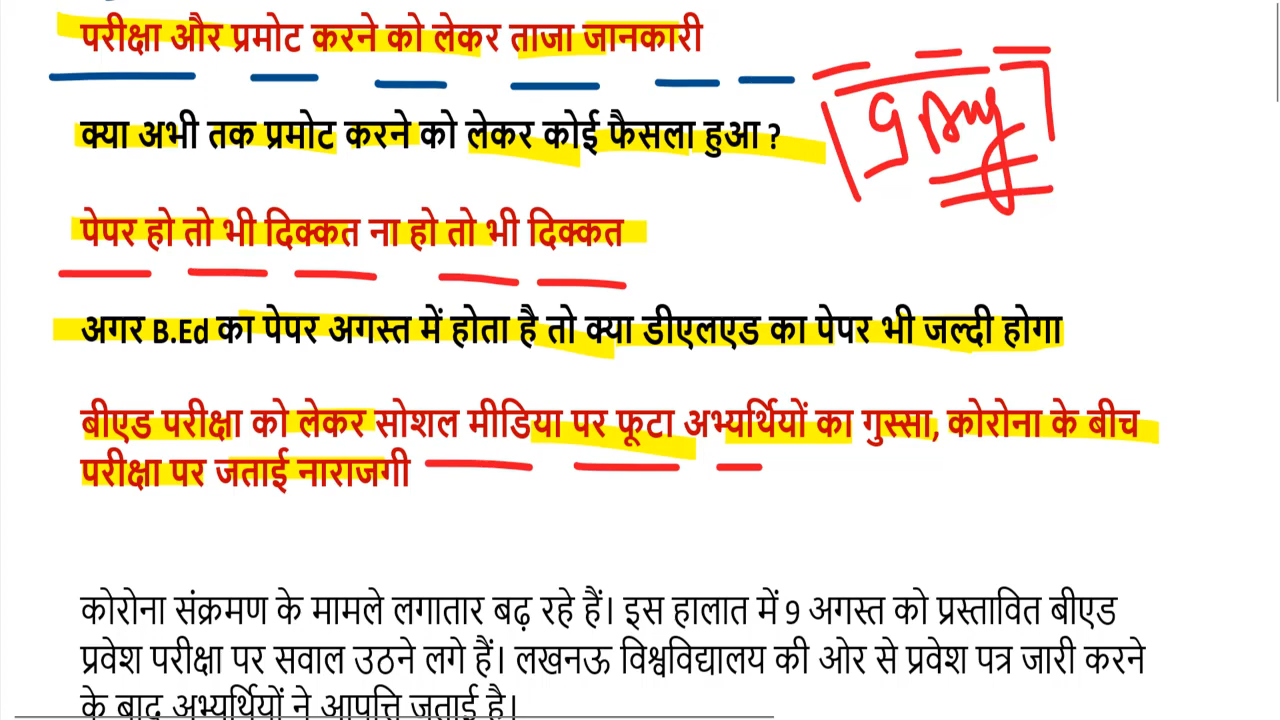 परीक्षा और प्रमोट करने को लेकर ताजा जानकारी
क्या अभी तक प्रमोट करने को लेकर कोई फैसला हुआ ?
9 Aug
पेपर हो तो भी दिक्कत ना हो तो भी दिक्कत
अगर B.Ed का पेपर अगस्त में होता है तो क्या डीएलएड का पेपर भी जल्दी होगा
बीएड परीक्षा को लेकर सोशल मीडिया पर फूटा अभ्यर्थियों का गुस्सा, कोरोना के बीच
परीक्षा पर जताई नाराजगी
कोरोना संक्रमण के मामले लगातार बढ़ रहे हैं। इस हालात में 9 अगस्त को प्रस्तावित बीएड
प्रवेश परीक्षा पर सवाल उठने लगे हैं। लखनऊ विश्वविद्यालय की ओर से प्रवेश पत्र जारी करने
के बाद अभ्यर्थियों ने आपत्ति जताई है।